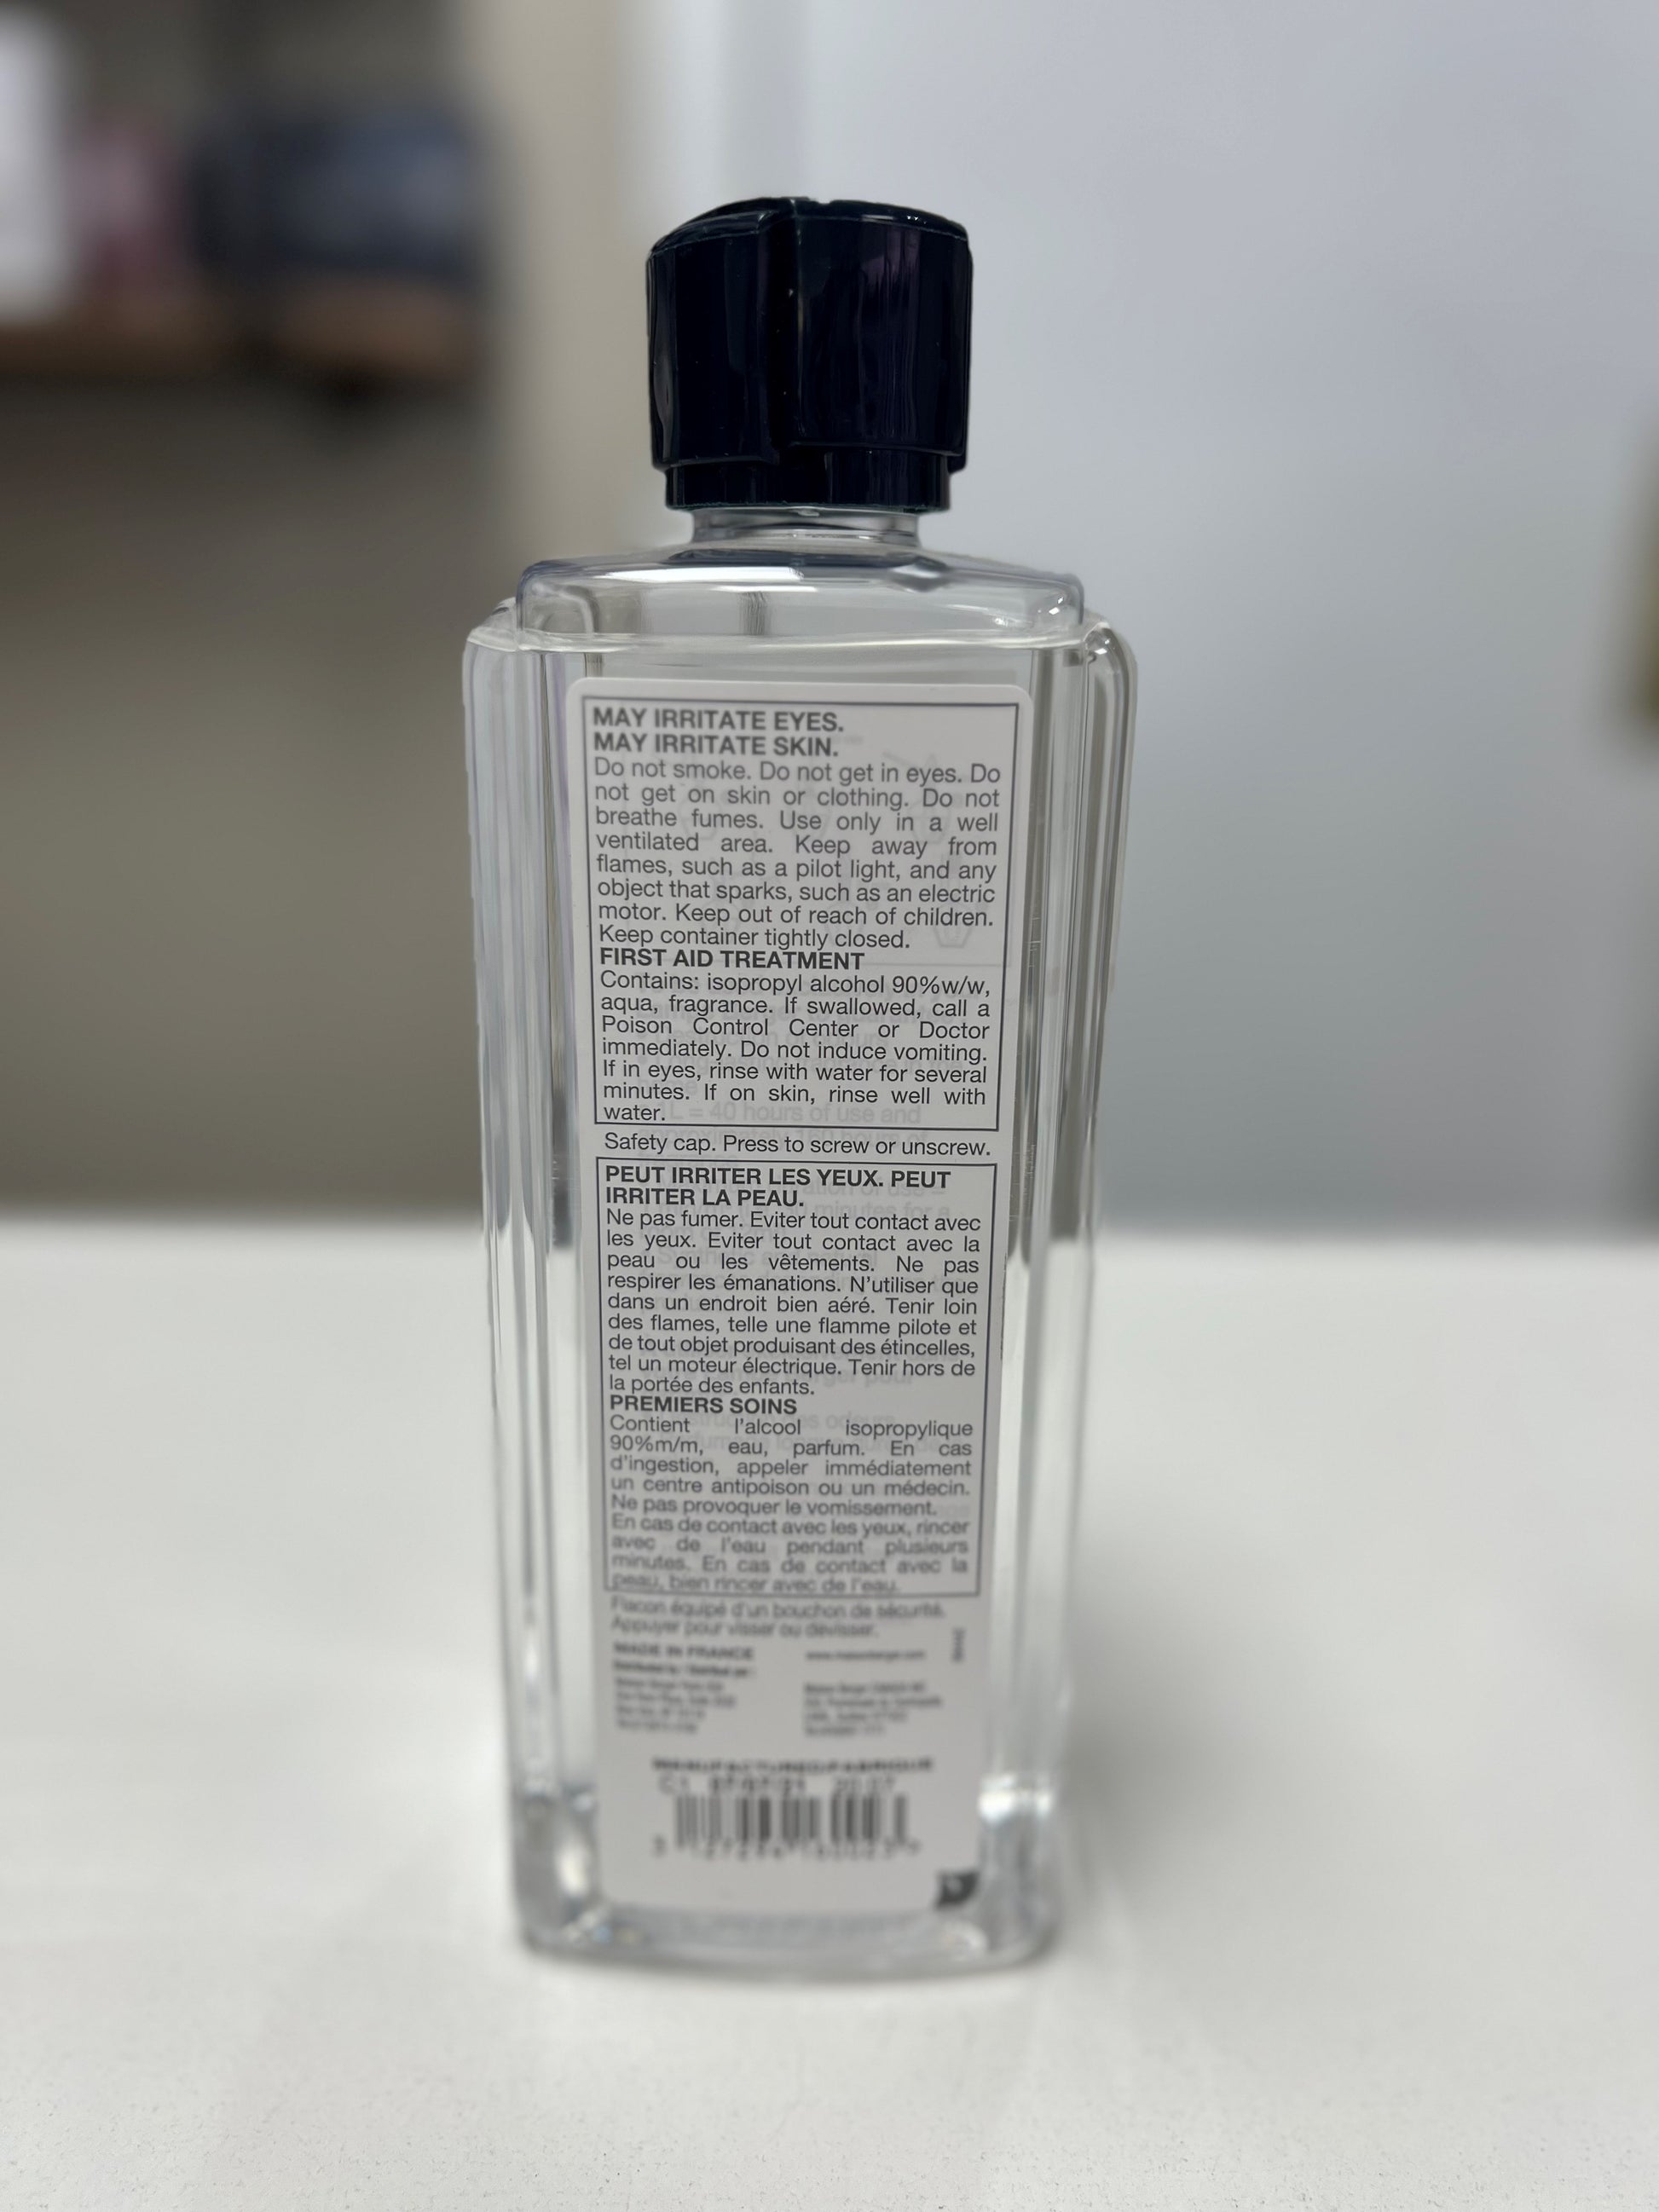 MAY IRRITATE EYES.
MAY IRRITATE SKIN.
Do not smoke. Do not get in eyes. Do
not get on skin or clothing. Do not
breathe fumes. Use only in a well
ventilated area. Keep away from
flames, such as a pilot light, and any
object that sparks, such as an electric
motor. Keep out of reach of children.
Keep container tightly closed.
FIRST AID TREATMENT
Contains: isopropyl alcohol 90%w/w,
aqua, fragrance. If swallowed, call a
Poison Control Center or Doctor
immediately. Do not induce vomiting.
If in eyes, rinse with water for several
minutes. If on skin, rinse well with
water.
Safety cap. Press to screw or unscrew.
PEUT IRRITER LES YEUX. PEUT
IRRITER LA PEAU.
Ne pas fumer. Eviter tout contact avec
les yeux. Eviter tout contact avec la
peau ou les vêtements. Ne pas
respirer les émanations. N'utiliser que
dans un endroit bien aéré. Tenir loin
des flames, telle une flamme pilote et
de tout objet produisant des étincelles,
tel un moteur électrique. Tenir hors de
la portée des enfants.
PREMIERS SOINS
Contient l'alcool isopropylique
90%m/m, eau, parfum. En cas
d'ingestion, appeler immédiatement
un centre antipoison ou un médecin.
Ne pas provoquer le vomissement.
En cas de contact avec les yeux, rincer
avec de l'eau pendant plusieurs
minutes. En cas de contact avec la
peau, bien rincer avec de l'eau.
Flacon équipé d'un bouchon de sécurité.
Appuyer pour visser ou dévisser.
MADE IN FRANCE
www.maisonberger.com
MANUFACTURED/FABRIQUE